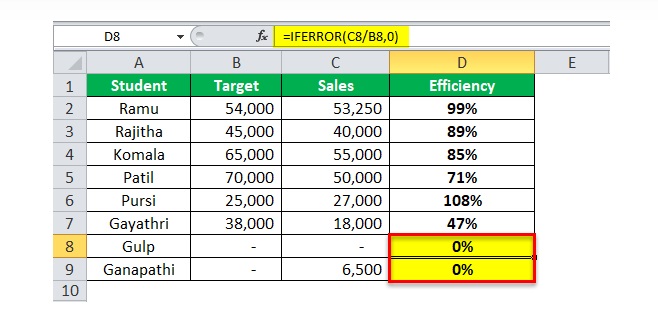 D8 fx =IFERROR(C8/B8,0)
A B C D E
1 Student Target Sales Efficiency
2 Ramu 54,000 53,250 99%
3 Rajitha 45,000 40,000 89%
4 Komala 65,000 55,000 85%
5 Patil 70,000 50,000 71%
6 Pursi 25,000 27,000 108%
7 Gayathri 38,000 18,000 47%
8 Gulp - - 0%
9 Ganapathi - 6,500 0%
10